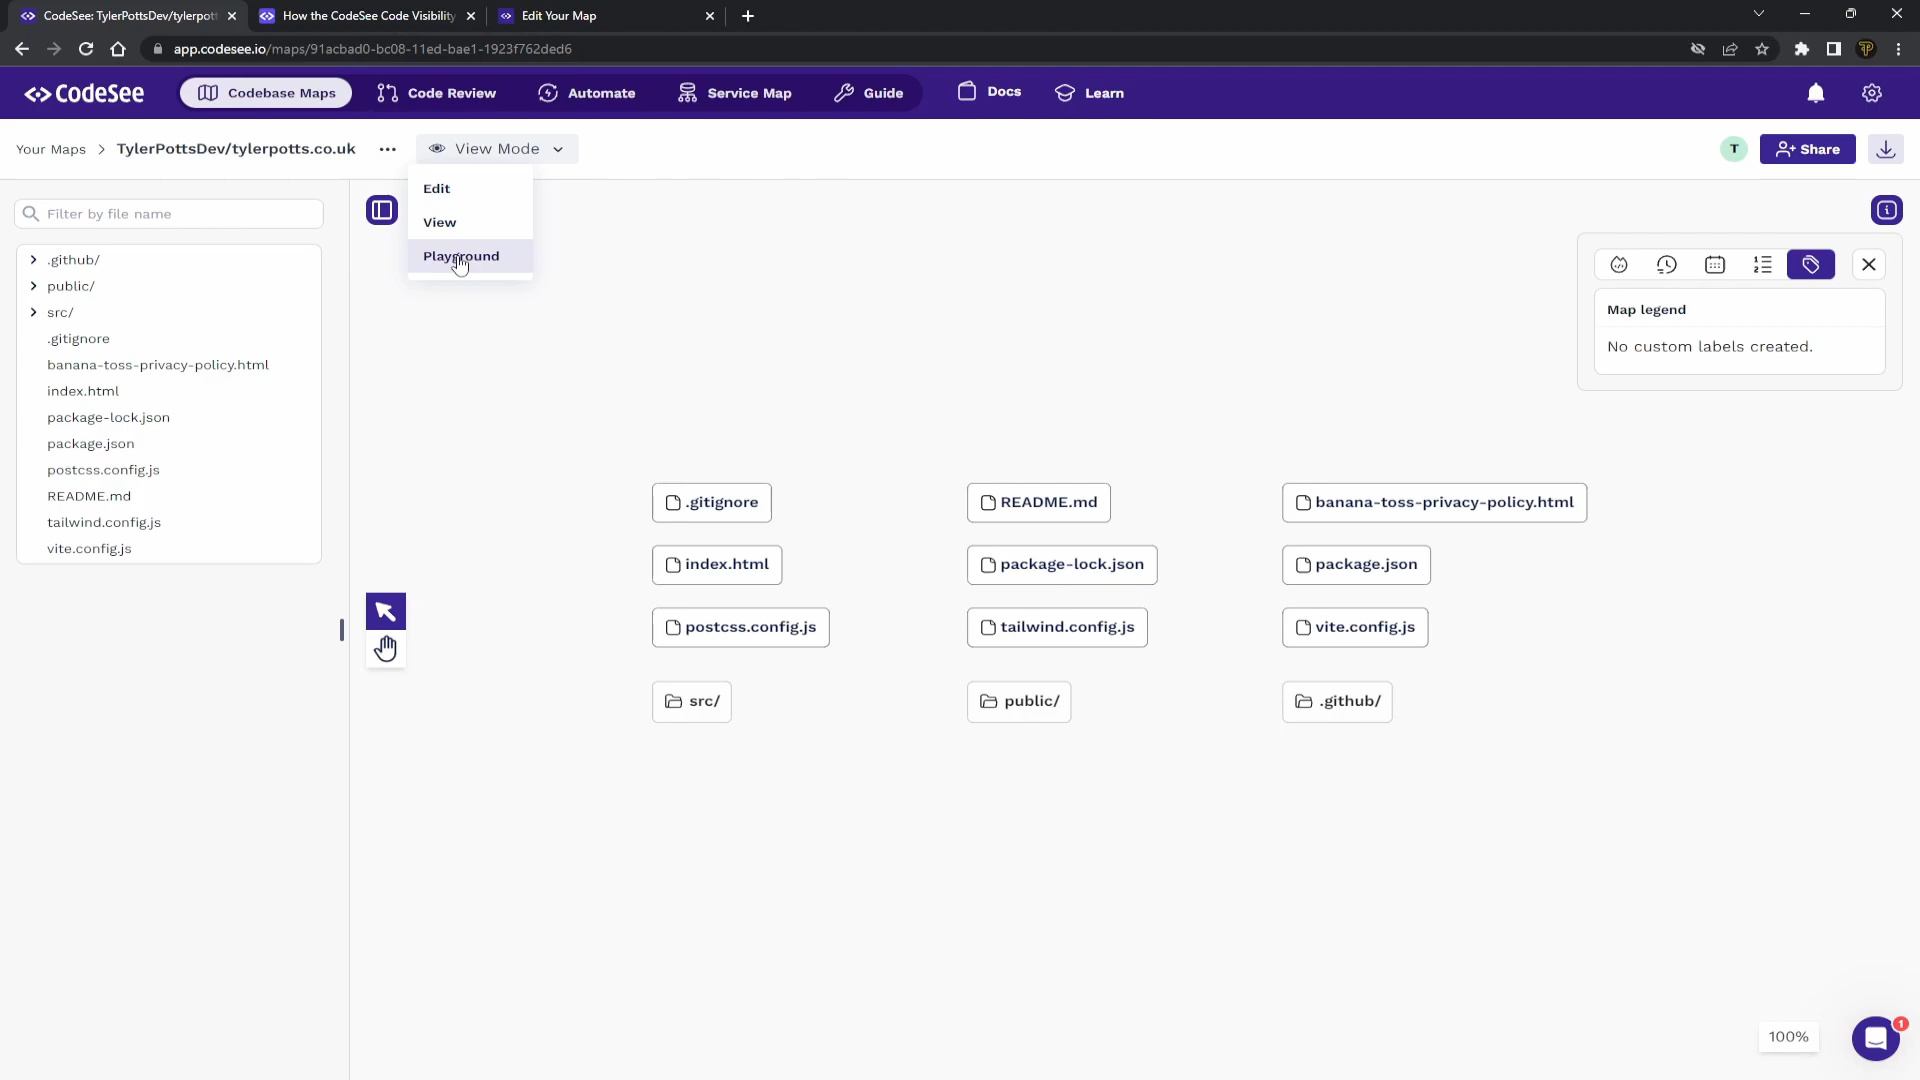 CodeSee: TylerPottsDev/tylerpott
How the CodeSee Code Visibility
Edit Your Map
app.codesee.io/maps/91acbad0-bc08-11ed-bae1-1923f762ded6
CodeSee
Codebase Maps
Code Review
Automate
Service Map
Guide
Docs
Learn
Your Maps > TylerPottsDev/tylerpotts.co.uk
View Mode
T
Share
Edit
View
Playground
Filter by file name
.github/
public/
src/
.gitignore
banana-toss-privacy-policy.html
index.html
package-lock.json
package.json
postcss.config.js
README.md
tailwind.config.js
vite.config.js
Map legend
No custom labels created.
.gitignore
README.md
banana-toss-privacy-policy.html
index.html
package-lock.json
package.json
postcss.config.js
tailwind.config.js
vite.config.js
src/
public/
.github/
100%
1